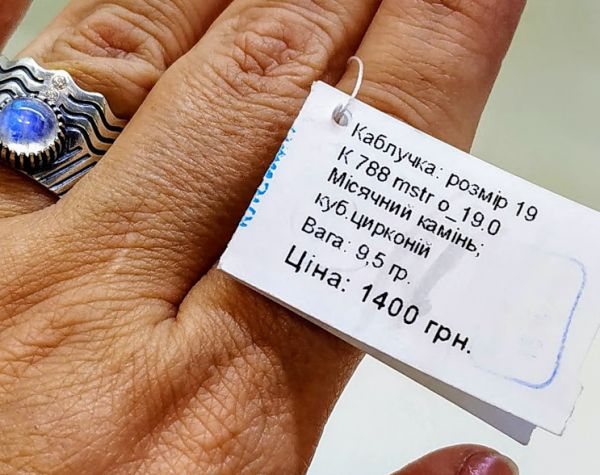 Каблучка: розмір 19
К 788 mstr o_19.0
Місячний камінь;
куб.цирконій
Вага: 9,5 гр.
Ціна: 1400 грн.